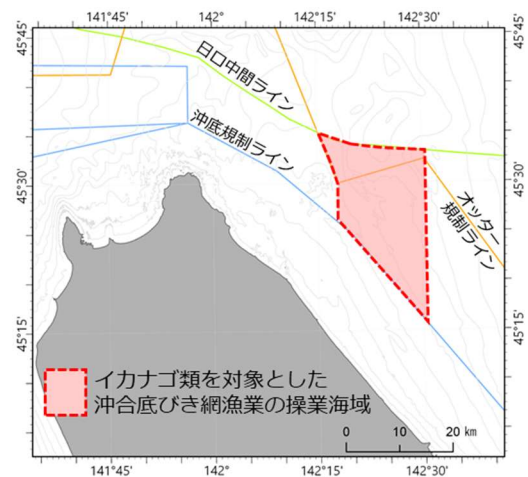 141°45' 142° 142°15' 142°30'
45°45'
45°45'
日ロ中間ライン
沖底規制ライン
45°30'
45°30'
オッタニ
規制ライン
45°15'
45°15'
イカナゴ類を対象とした
沖合底びき網漁業の操業海域
0 10 20 km
141°45' 142° 142°15' 142°30'